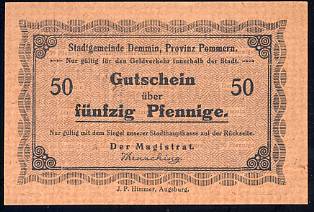 Stadtgemeinde Demmin, Provinz Pommern.
Nur gültig für den Geldverkehr innerhalb der Stadt.
50 Gutschein 50
über
fünfzig Pfennige.
Nur gültig mit dem Siegel unserer Stadthauptkasse auf der Rückseite.
Der Magistrat.
J. P. Himmer, Augsburg.